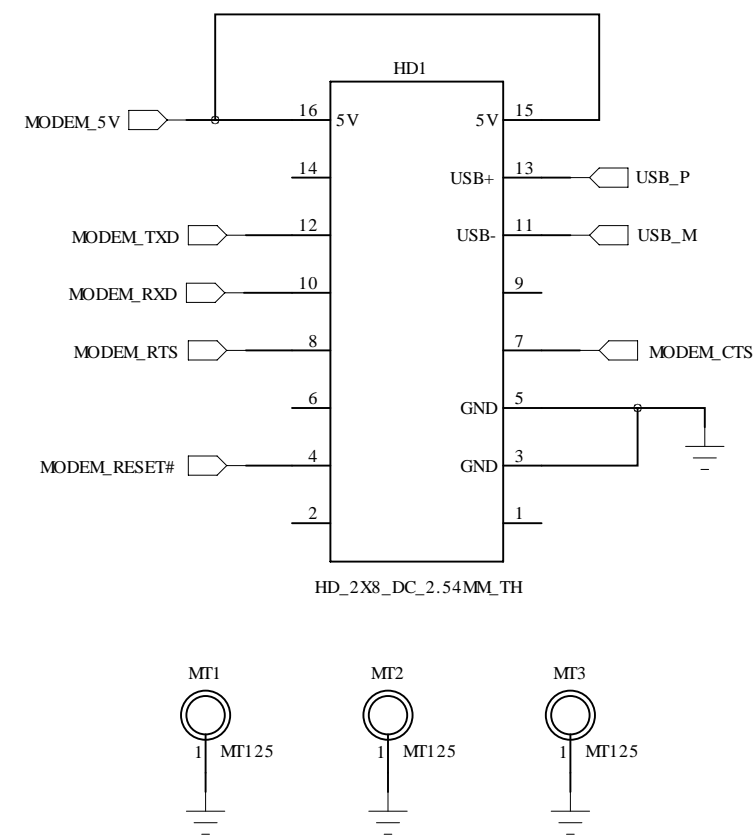 HD1
MODEM_5V 16 5V 5V 15
14 USB+ 13 USB_P
MODEM_TXD 12 USB- 11 USB_M
MODEM_RXD 10 9
MODEM_RTS 8 7 MODEM_CTS
6 GND 5
MODEM_RESET# 4 GND 3
2 1
HD_2X8_DC_2.54MM_TH
MT1 MT2 MT3
1 MT125 1 MT125 1 MT125